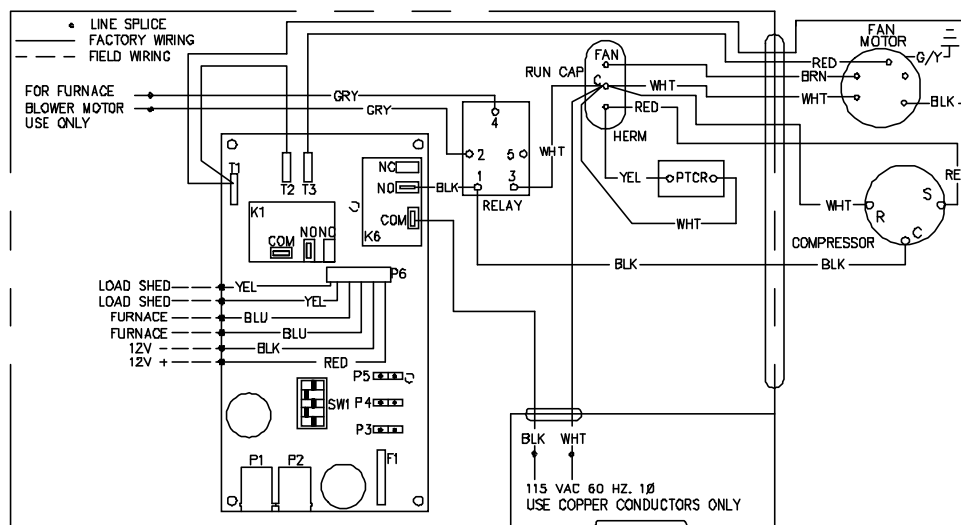 LINE SPLICE
FACTORY WIRING
FIELD WIRING
FOR FURNACE
BLOWER MOTOR
USE ONLY
GRY
GRY
4
2
5
1
3
RELAY
RUN CAP
FAN
C
HERM
WHT
RED
WHT
YEL
PTCR
WHT
FAN
MOTOR
RED
BRN
WHT
G/Y
BLK
RE
WHT
R
S
C
COMPRESSOR
BLK
BLK
T1
T2
T3
NC
NO
BLK
COM
K6
K1
COM
NO
NC
P6
LOAD SHED
YEL
LOAD SHED
YEL
FURNACE
BLU
FURNACE
BLU
12V -
BLK
12V +
RED
P5
SW1
P4
P3
P1
P2
F1
BLK
WHT
115 VAC 60 HZ. 1Ø
USE COPPER CONDUCTORS ONLY